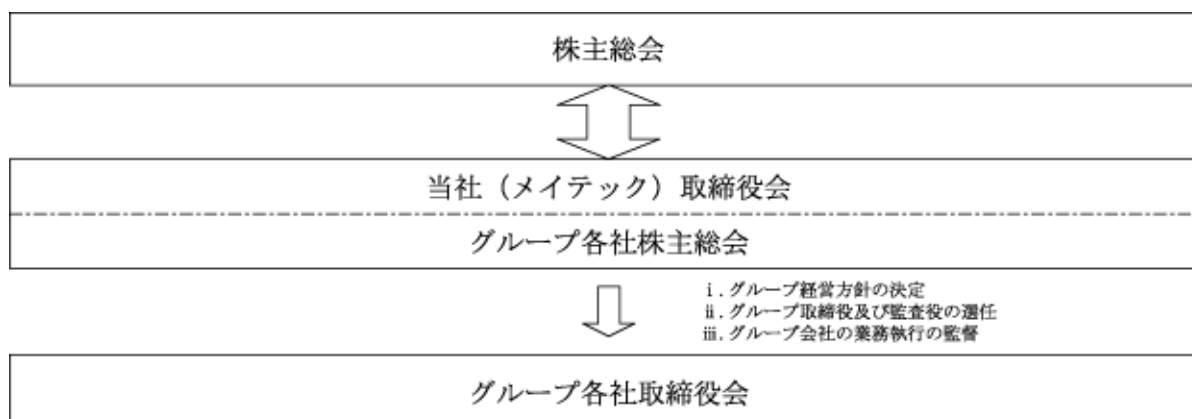 株主総会
当社（メイテック）取締役会
グループ各社株主総会
ⅰ.グループ経営方針の決定
ⅱ.グループ取締役及び監査役の選任
ⅲ.グループ会社の業務執行の監督
グループ各社取締役会